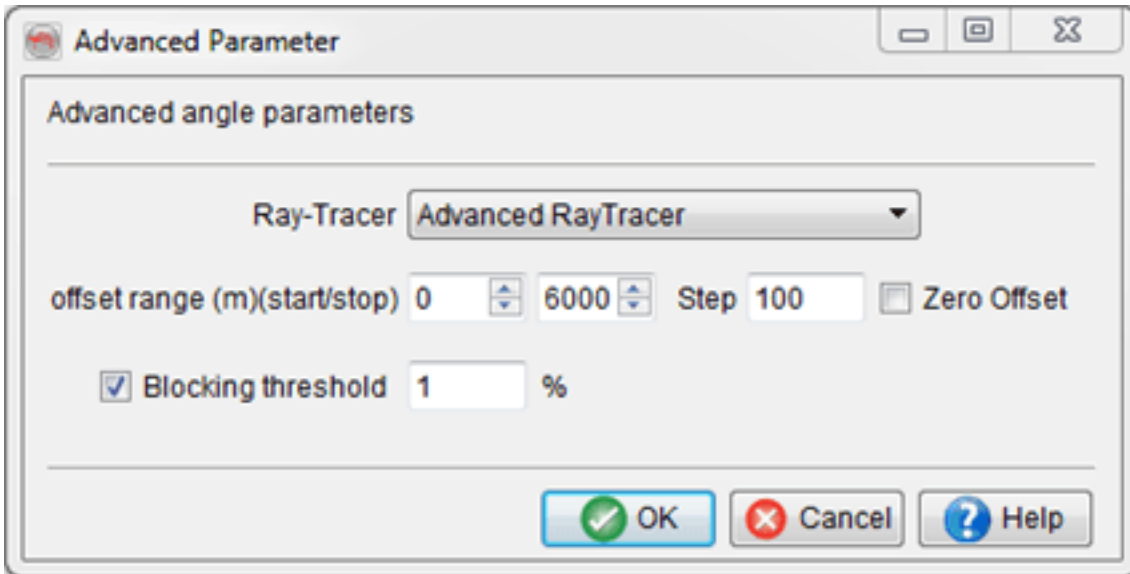 Advanced Parameter
Advanced angle parameters
Ray-Tracer Advanced RayTracer
offset range (m)(start/stop) 0 6000 Step 100 Zero Offset
Blocking threshold 1 %
OK Cancel Help